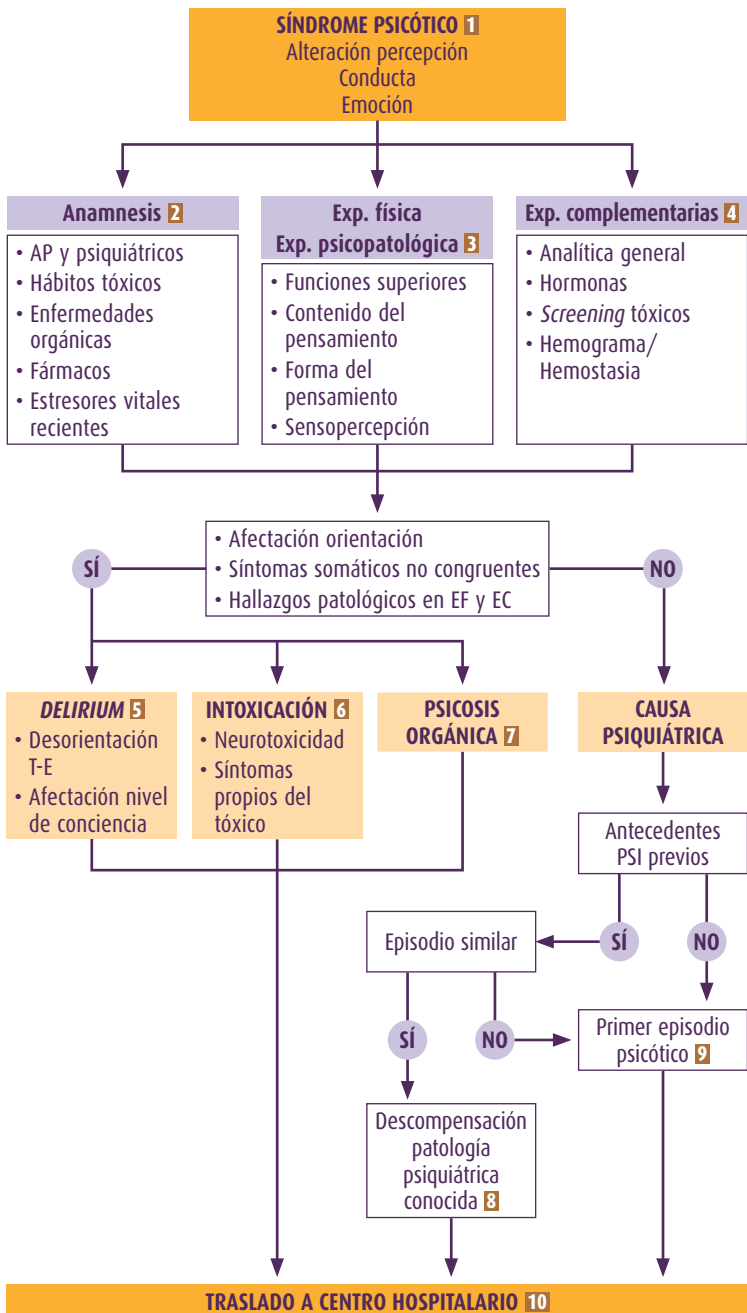 SÍNDROME PSICÓTICO 1
Alteración percepción
Conducta
Emoción
Anamnesis 2
• AP y psiquiátricos
• Hábitos tóxicos
• Enfermedades
orgánicas
• Fármacos
• Estresores vitales
recientes
Exp. física
Exp. psicopatológica 3
• Funciones superiores
• Contenido del
pensamiento
• Forma del
pensamiento
• Sensopercepción
Exp. complementarias 4
• Analítica general
• Hormonas
• Screening tóxicos
• Hemograma/
Hemostasia
• Afectación orientación
• Síntomas somáticos no congruentes
• Hallazgos patológicos en EF y EC
SÍ
NO
DELIRIUM 5
• Desorientación
T-E
• Afectación nivel
de conciencia
INTOXICACIÓN 6
• Neurotoxicidad
• Síntomas
propios del
tóxico
PSICOSIS
ORGÁNICA 7
CAUSA
PSIQUIÁTRICA
Antecedentes
PSI previos
SÍ
NO
Episodio similar
SÍ
NO
Primer episodio
psicótico 9
Descompensación
patología
psiquiátrica
conocida 8
TRASLADO A CENTRO HOSPITALARIO 10